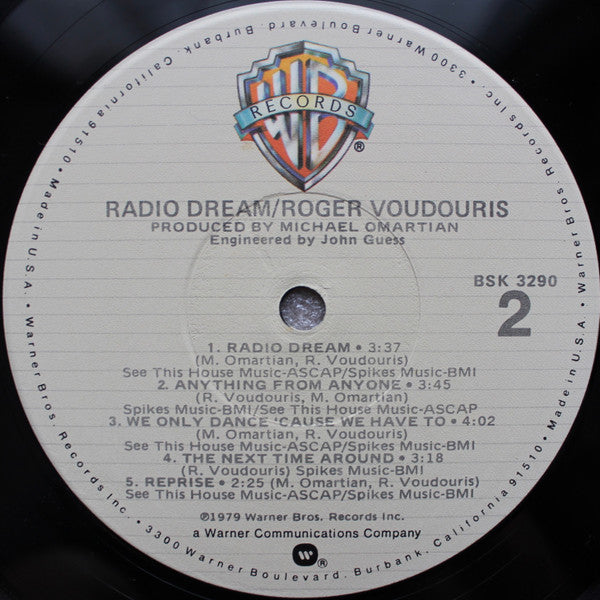 WB
RECORDS
®
RADIO DREAM/ROGER VOUDOURIS
PRODUCED BY MICHAEL OMARTIAN
Engineered by John Guess
BSK 3290
2
1. RADIO DREAM • 3:37
(M. Omartian, R. Voudouris)
See This House Music-ASCAP/Spikes Music-BMI
2. ANYTHING FROM ANYONE • 3:45
(R. Voudouris, M. Omartian)
Spikes Music-BMI/See This House Music-ASCAP
3. WE ONLY DANCE 'CAUSE WE HAVE TO • 4:02
(M. Omartian, R. Voudouris)
See This House Music-ASCAP/Spikes Music-BMI
4. THE NEXT TIME AROUND • 3:18
(R. Voudouris) Spikes Music-BMI
5. REPRISE • 2:25 (M. Omartian, R. Voudouris)
See This House Music-ASCAP/Spikes Music-BMI
℗1979 Warner Bros. Records Inc.
a Warner Communications Company
W
• Warner Bros. Records Inc. • 3300 Warner Boulevard, Burbank, California 91510 • Made in U.S.A. • Warner Bros. Records Inc. • 3300 Warner Boulevard, Burbank, California 91510 • Made in U.S.A.